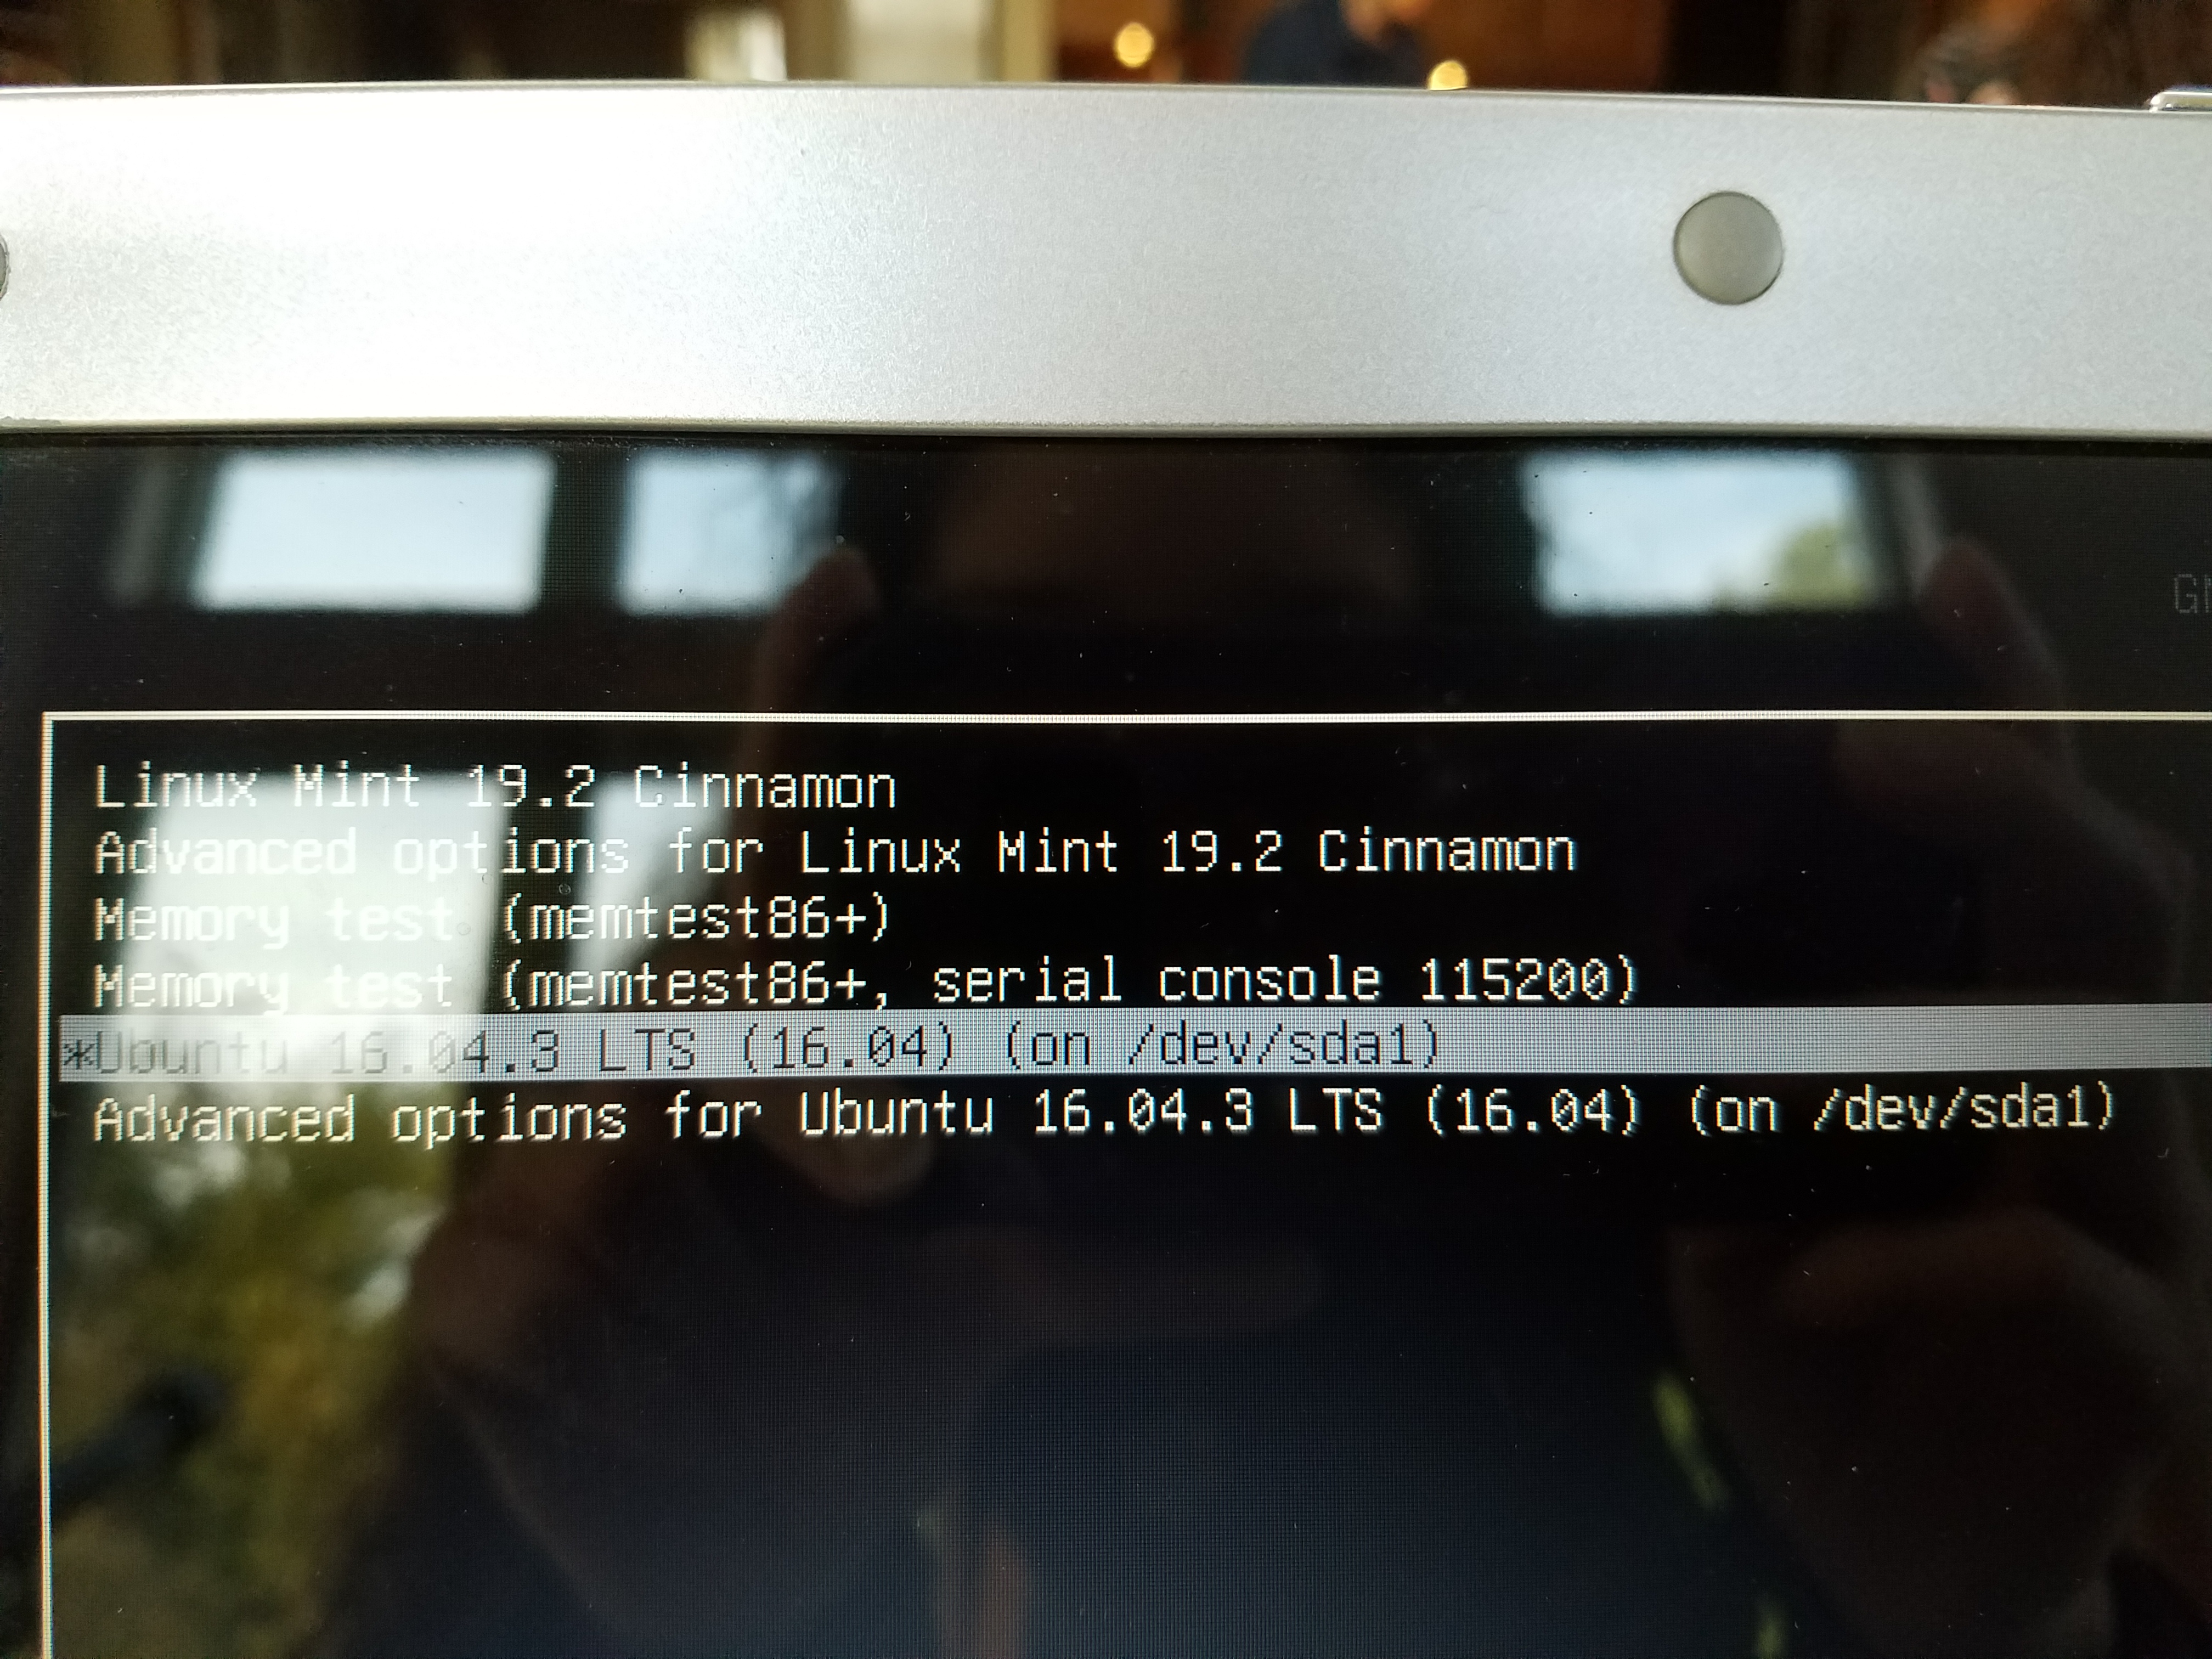 Linux Mint 19.2 Cinnamon
Advanced options for Linux Mint 19.2 Cinnamon
Memory test (memtest86+)
Memory test (memtest86+, serial console 115200)
*Ubuntu 16.04.3 LTS (16.04) (on /dev/sda1)
Advanced options for Ubuntu 16.04.3 LTS (16.04) (on /dev/sda1)